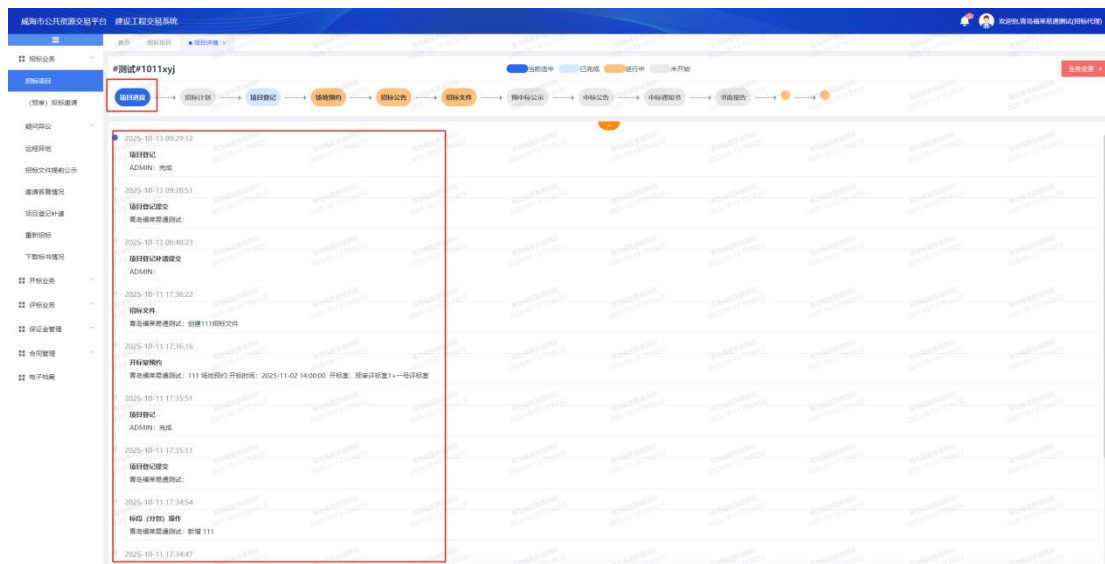 威海市公共资源交易平台 建设工程交易系统
欢迎您,青岛福莱易通测试(招标代理)
首页 招标项目 项目详情 ×
招标业务
招标项目
(预审) 投标邀请
疑问异议
远程异地
招标文件提前公示
邀请答复情况
项目登记补遗
重新招标
下载标书情况
开标业务
评标业务
保证金管理
合同管理
电子档案
#测试#1011xyj
当前选中 已完成 进行中 未开始
业务变更
项目进度 招标计划 项目登记 场地预约 招标公告 招标文件 预中标公示 中标公告 中标通知书 书面报告
2025-10-13 09:29:12
项目登记
ADMIN: 完成
2025-10-13 09:20:51
项目登记提交
青岛福莱易通测试:
2025-10-13 08:48:23
项目登记补遗提交
ADMIN:
2025-10-11 17:36:22
招标文件
青岛福莱易通测试: 创建111招标文件
2025-10-11 17:36:16
开标室预约
青岛福莱易通测试: 111 场地预约 开标时间: 2025-11-02 14:00:00 开标室: 预审评标室1+一号评标室
2025-10-11 17:35:51
项目登记
ADMIN: 完成
2025-10-11 17:35:11
项目登记提交
青岛福莱易通测试:
2025-10-11 17:34:54
标段 (分包) 操作
青岛福莱易通测试: 新增 111
2025-10-11 17:34:47